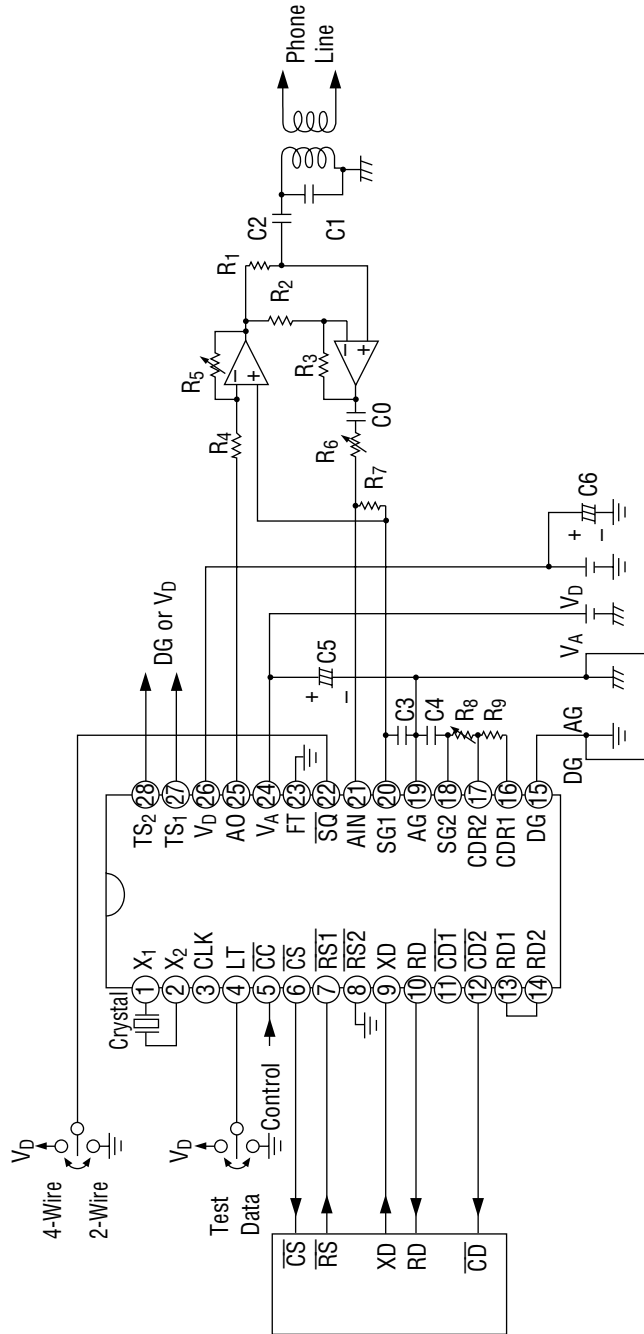 Phone
Line
C2
C1
R1
R2
R5
R3
R4
C0
R6
R7
+
−
+
−
DG or VD
+
−
C6
VD
VA
+
−
C5
C3
C4
R8
R9
AG
DG
TS2 28
TS1 27
VD 26
AO 25
VA 24
FT 23
SQ 22
AIN 21
SG1 20
AG 19
SG2 18
CDR2 17
CDR1 16
DG 15
1 X1
2 X2
3 CLK
4 LT
5 CC
6 CS
7 RS1
8 RS2
9 XD
10 RD
11 CD1
12 CD2
13 RD1
14 RD2
Crystal
Control
VD
4-Wire
2-Wire
VD
Test
Data
CS
RS
XD
RD
CD